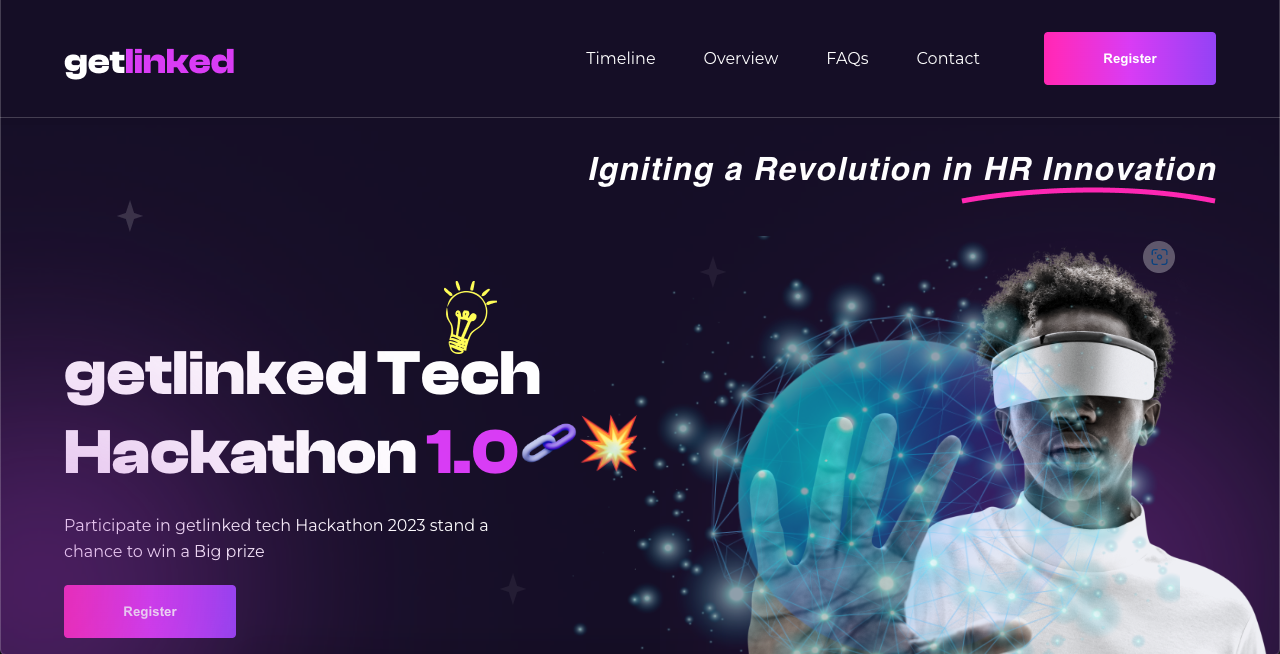 getlinked
Timeline Overview FAQs Contact Register
Igniting a Revolution in HR Innovation
getlinked Tech
Hackathon 1.0🔗💥
Participate in getlinked tech Hackathon 2023 stand a
chance to win a Big prize
Register